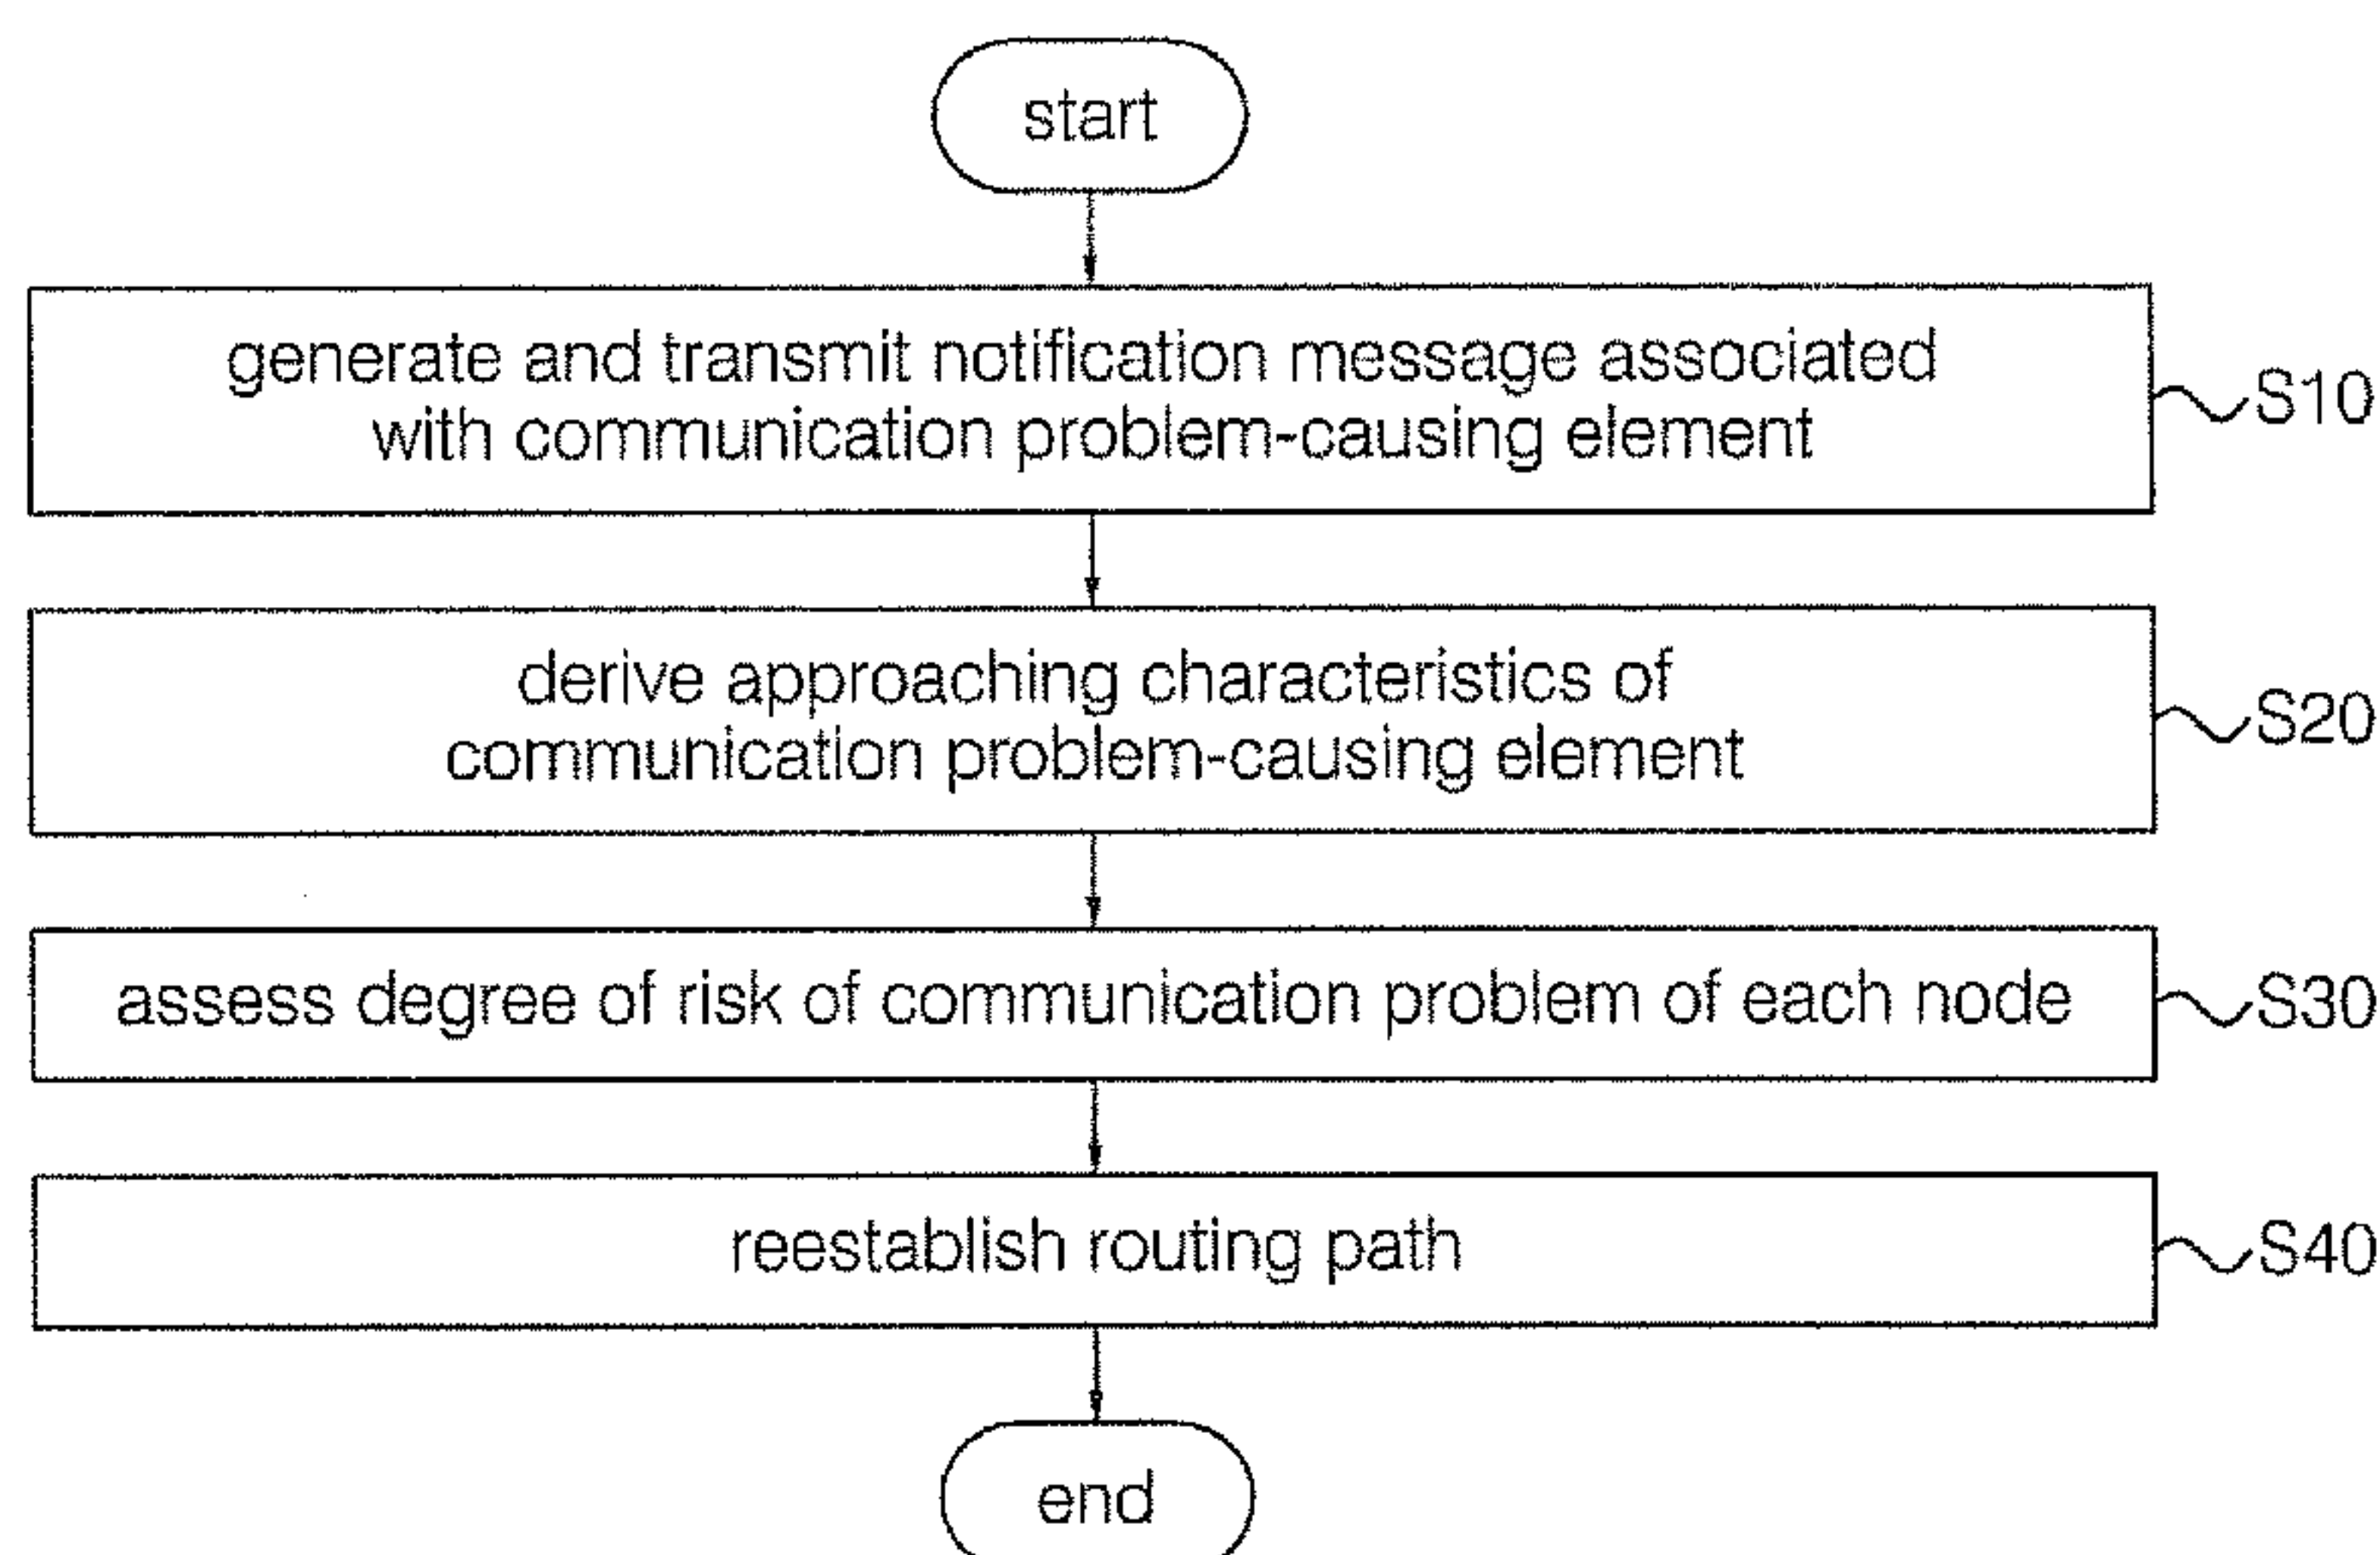 start
generate and transmit notification message associated
with communication problem-causing element
S10
derive approaching characteristics of
communication problem-causing element
S20
assess degree of risk of communication problem of each node
S30
reestablish routing path
S40
end